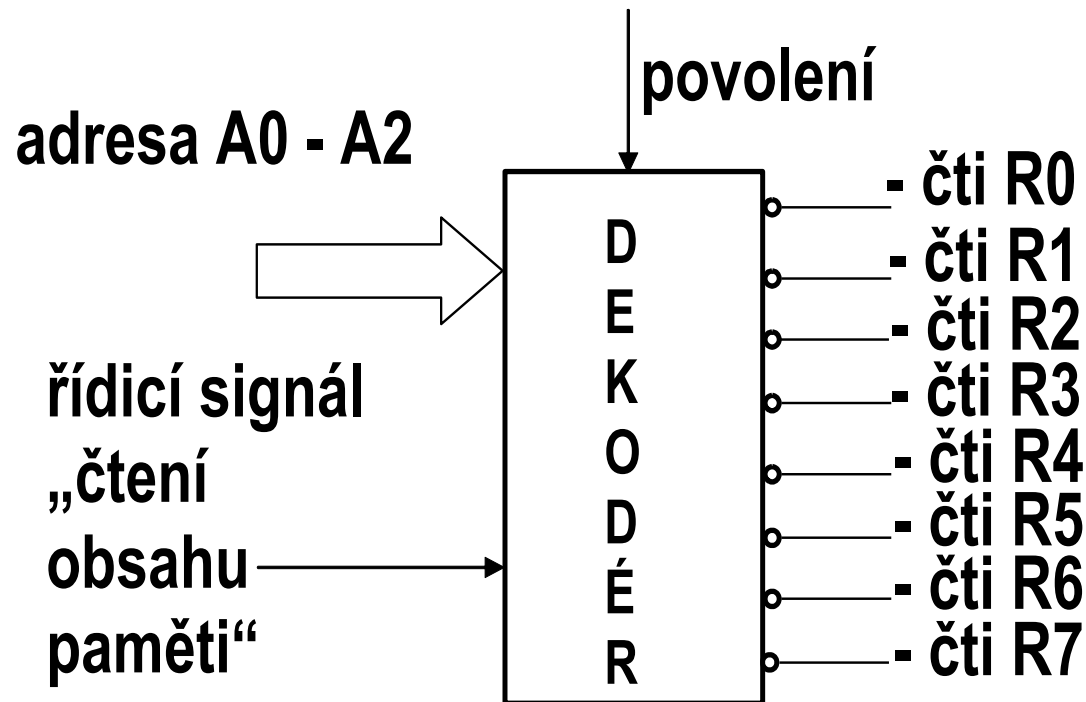 povolení
adresa A0 - A2
řídicí signál
„čtení
obsahu
paměti“
D
E
K
O
D
É
R
- čti R0
- čti R1
- čti R2
- čti R3
- čti R4
- čti R5
- čti R6
- čti R7